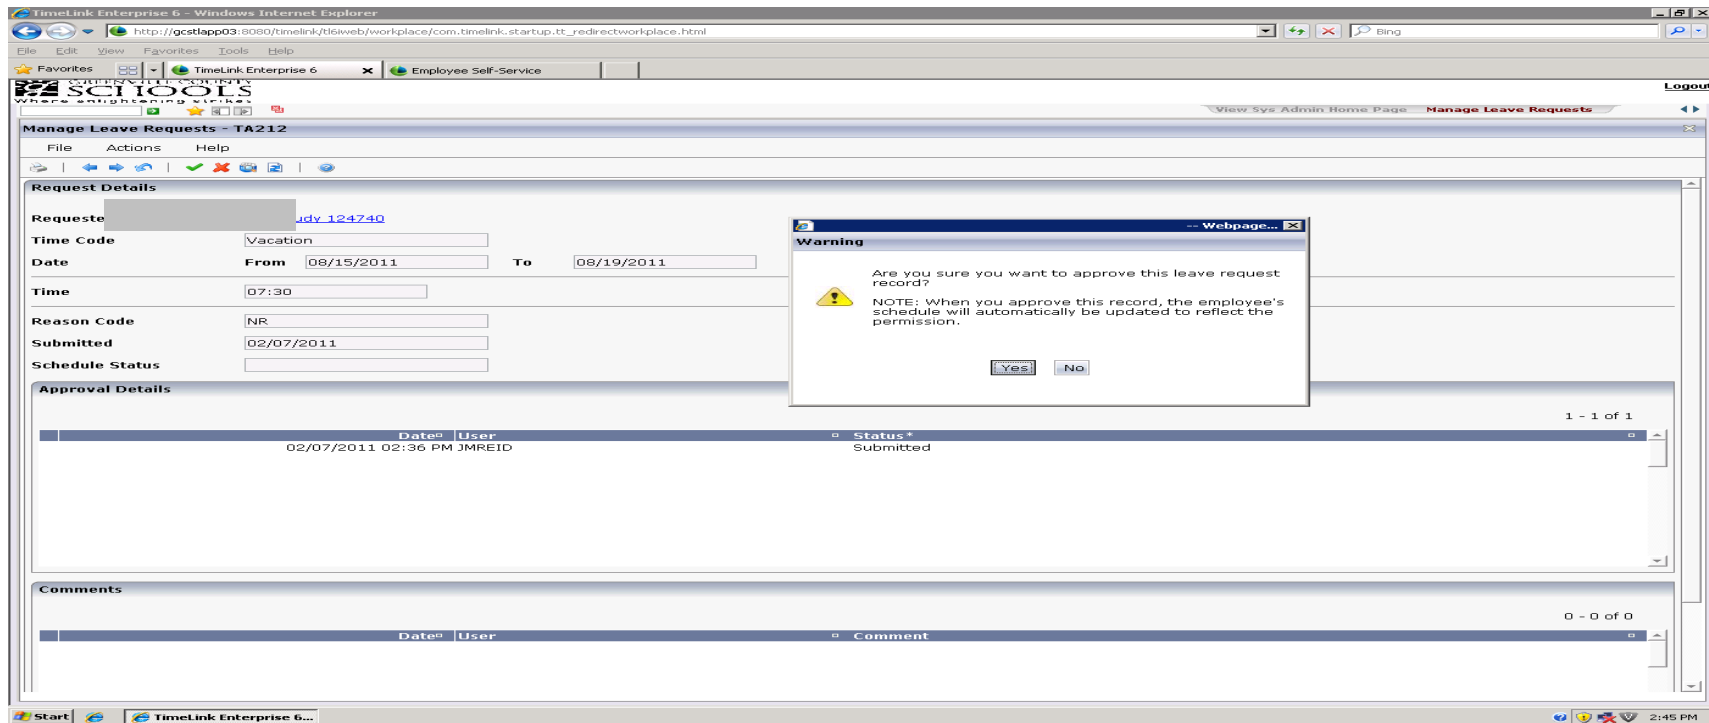 TimeLink Enterprise 6 - Windows Internet Explorer
http://gcstlapp03:8080/timelink/tl6iweb/workplace/com.timelink.startup.tt_redirectworkplace.html
Bing
File Edit View Favorites Tools Help
Favorites TimeLink Enterprise 6 Employee Self-Service
GREENVILLE COUNTY
SCHOOLS
Logout
Where enlightening strikes
View Sys Admin Home Page Manage Leave Requests
Manage Leave Requests - TA212
File Actions Help
Request Details
Requeste udy 124740
Time Code Vacation
Date From 08/15/2011 To 08/19/2011
Time 07:30
Reason Code NR
Submitted 02/07/2011
Schedule Status
-- Webpage...
Warning
Are you sure you want to approve this leave request
record?
NOTE: When you approve this record, the employee's
schedule will automatically be updated to reflect the
permission.
Yes No
Approval Details
1 - 1 of 1
Date User Status*
02/07/2011 02:36 PM JMREID Submitted
Comments
0 - 0 of 0
Date User Comment
Start TimeLink Enterprise 6... 2:45 PM